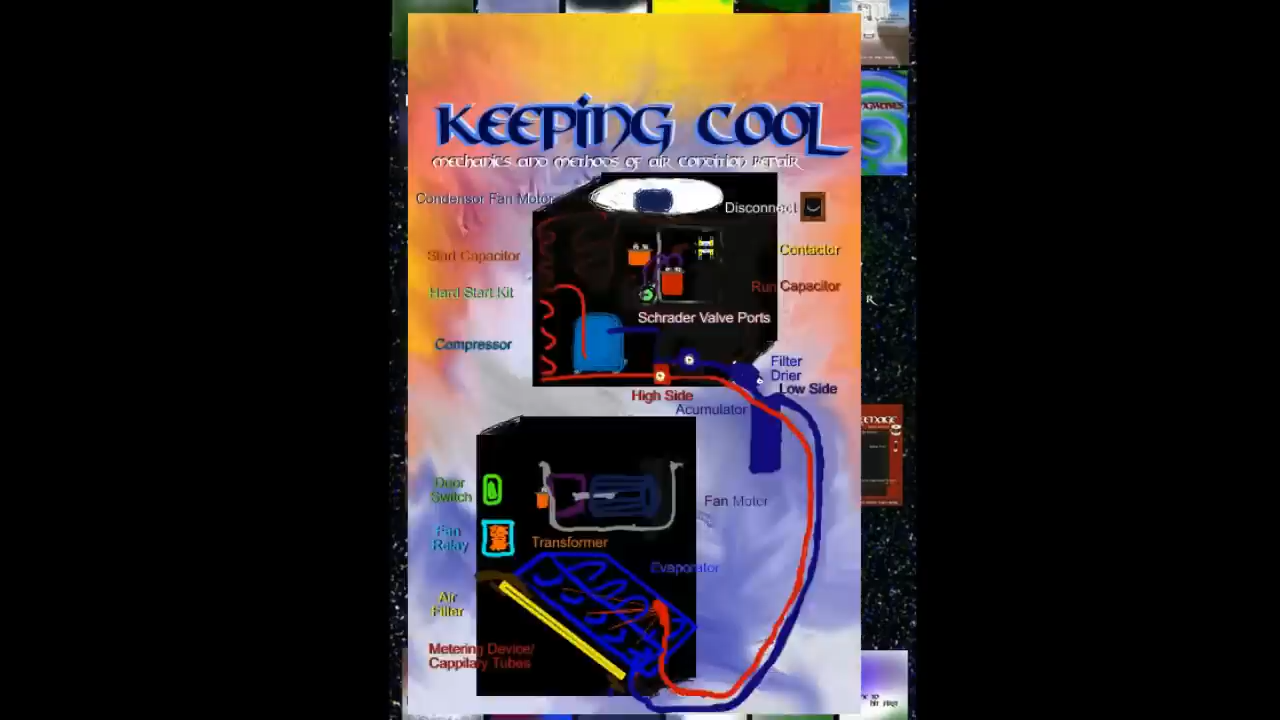 KEEPING COOL
MECHANICS AND METHODS OF AIR CONDITION REPAIR
Condensor Fan Motor
Disconnect
Start Capacitor
Contactor
Hard Start Kit
Run Capacitor
Schrader Valve Ports
Compressor
Filter
Drier
Low Side
High Side
Acumulator
Door
Switch
Fan Motor
Fan
Relay
Transformer
Evaporator
Air
Filter
Metering Device/
Cappilary Tubes